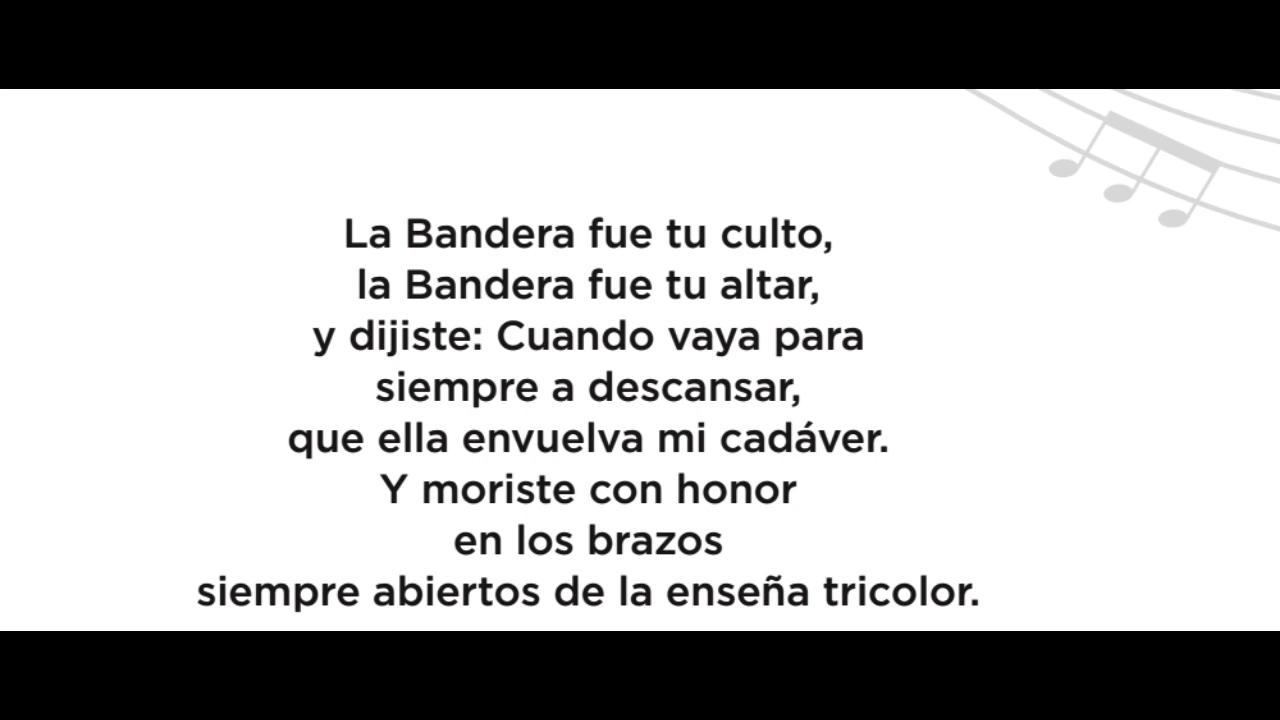 La Bandera fue tu culto,
la Bandera fue tu altar,
y dijiste: Cuando vaya para
siempre a descansar,
que ella envuelva mi cadáver.
Y moriste con honor
en los brazos
siempre abiertos de la enseña tricolor.